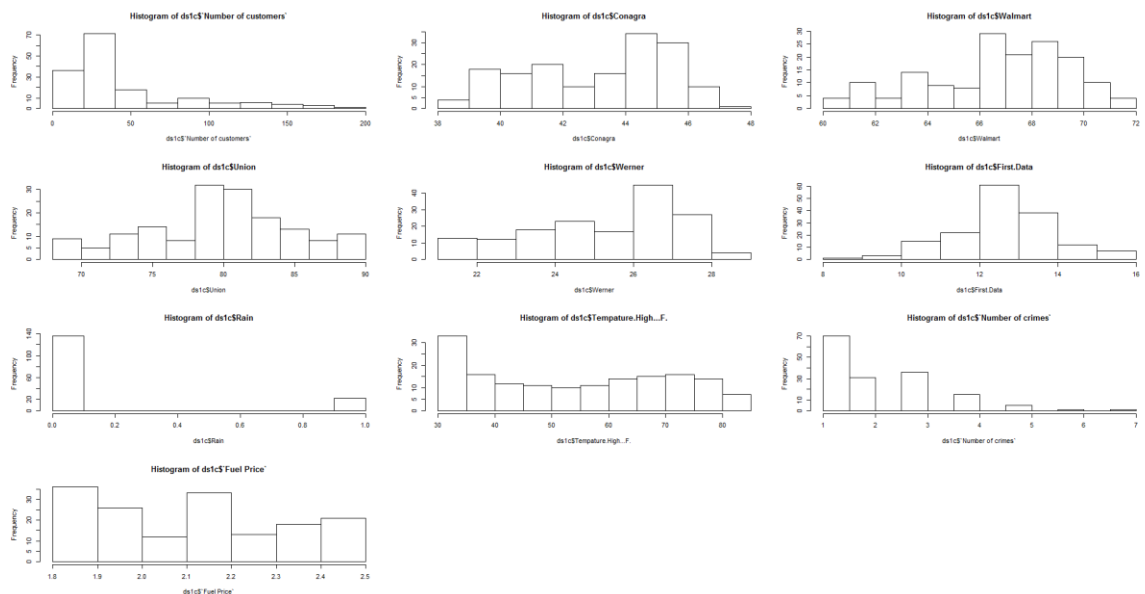 Histogram of ds1c$`Number of customers`
Frequency
0 10 30 50 70
0 50 100 150 200
ds1c$`Number of customers`
Histogram of ds1c$Conagra
Frequency
0 10 20 30
38 40 42 44 46 48
ds1c$Conagra
Histogram of ds1c$Walmart
Frequency
0 5 10 20 30
60 62 64 66 68 70 72
ds1c$Walmart
Histogram of ds1c$Union
Frequency
0 5 10 20 30
70 75 80 85 90
ds1c$Union
Histogram of ds1c$Werner
Frequency
0 10 20 30 40
22 24 26 28
ds1c$Werner
Histogram of ds1c$First.Data
Frequency
0 10 20 30 40 50 60
8 10 12 14 16
ds1c$First.Data
Histogram of ds1c$Rain
Frequency
0 20 60 100 140
0.0 0.2 0.4 0.6 0.8 1.0
ds1c$Rain
Histogram of ds1c$Tempature.High...F.
Frequency
0 10 20 30
30 40 50 60 70 80
ds1c$Tempature.High...F.
Histogram of ds1c$`Number of crimes`
Frequency
0 10 30 50 70
1 2 3 4 5 6 7
ds1c$`Number of crimes`
Histogram of ds1c$`Fuel Price`
Frequency
0 10 20 30
1.8 1.9 2.0 2.1 2.2 2.3 2.4 2.5
ds1c$`Fuel Price`